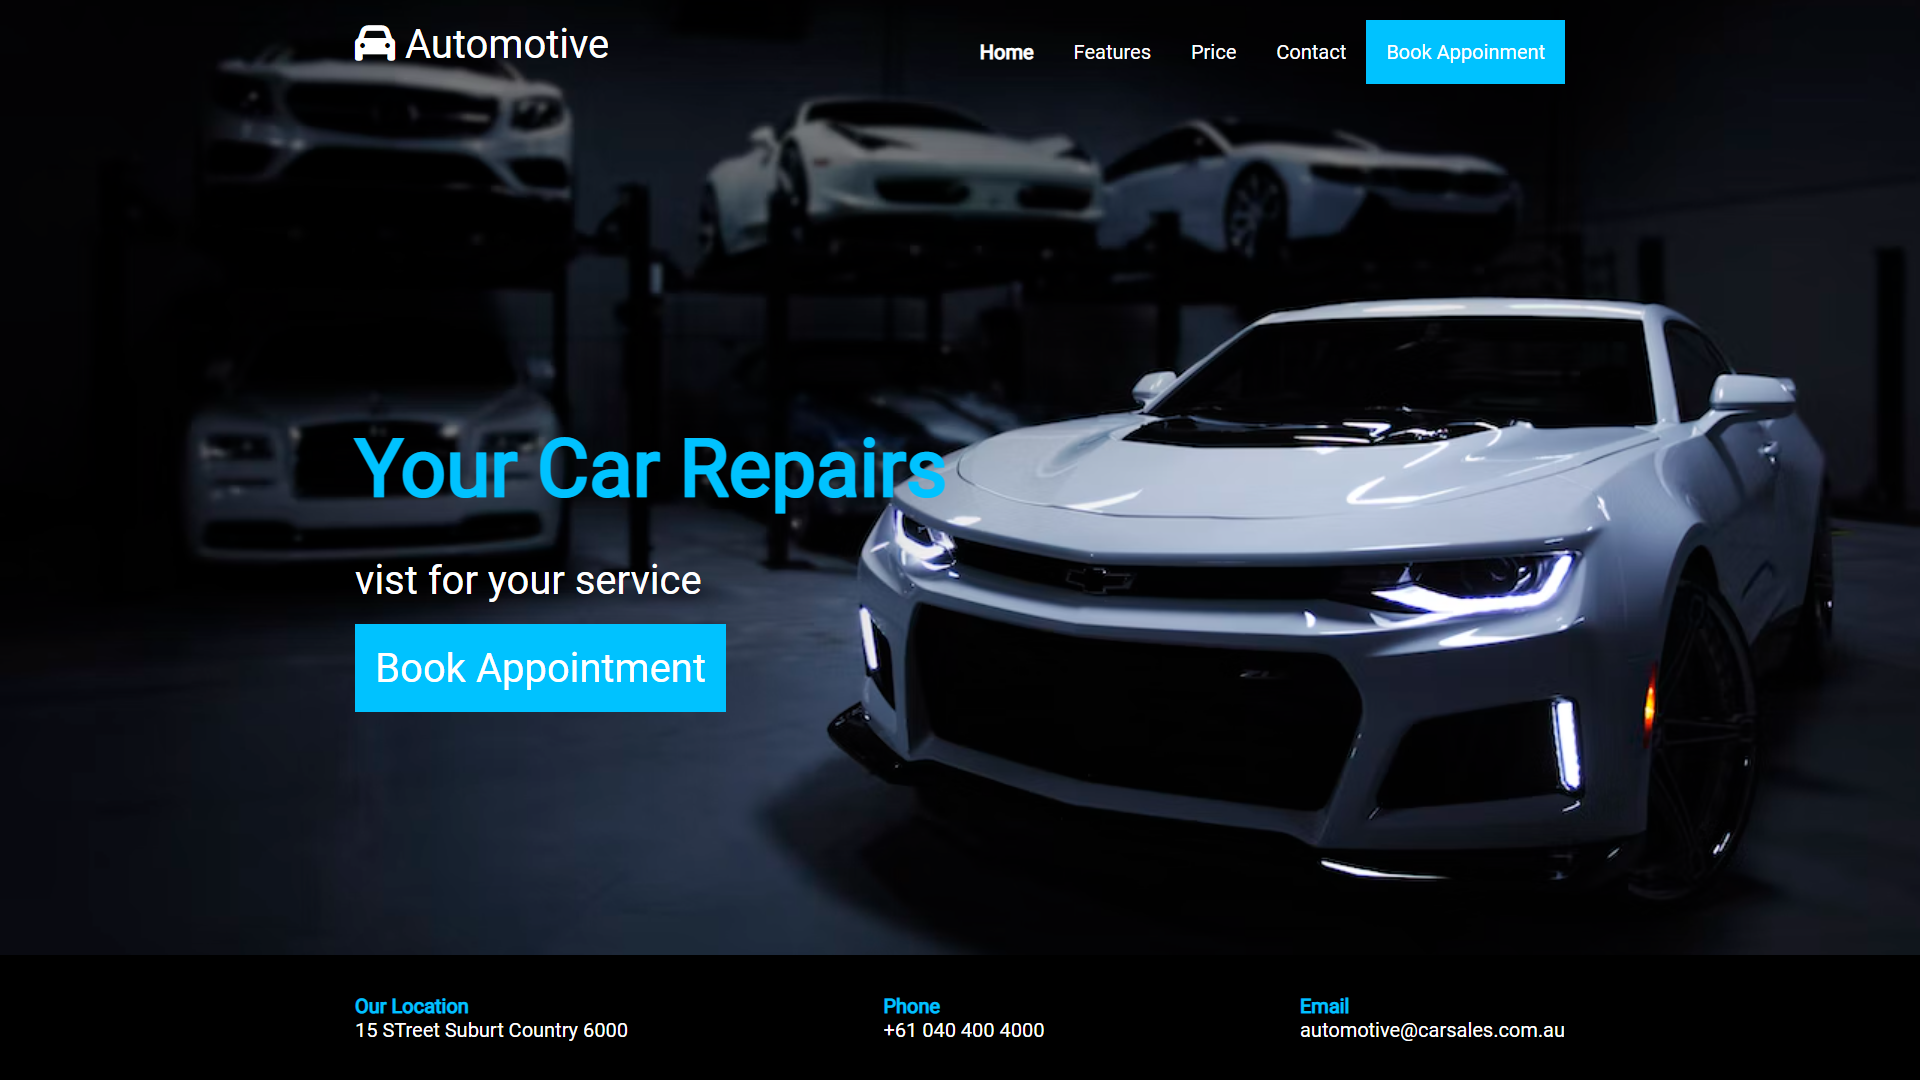 Automotive
Home Features Price Contact Book Appoinment
Your Car Repairs
vist for your service
Book Appointment
Our Location Phone Email
15 STreet Suburt Country 6000 +61 040 400 4000 automotive@carsales.com.au